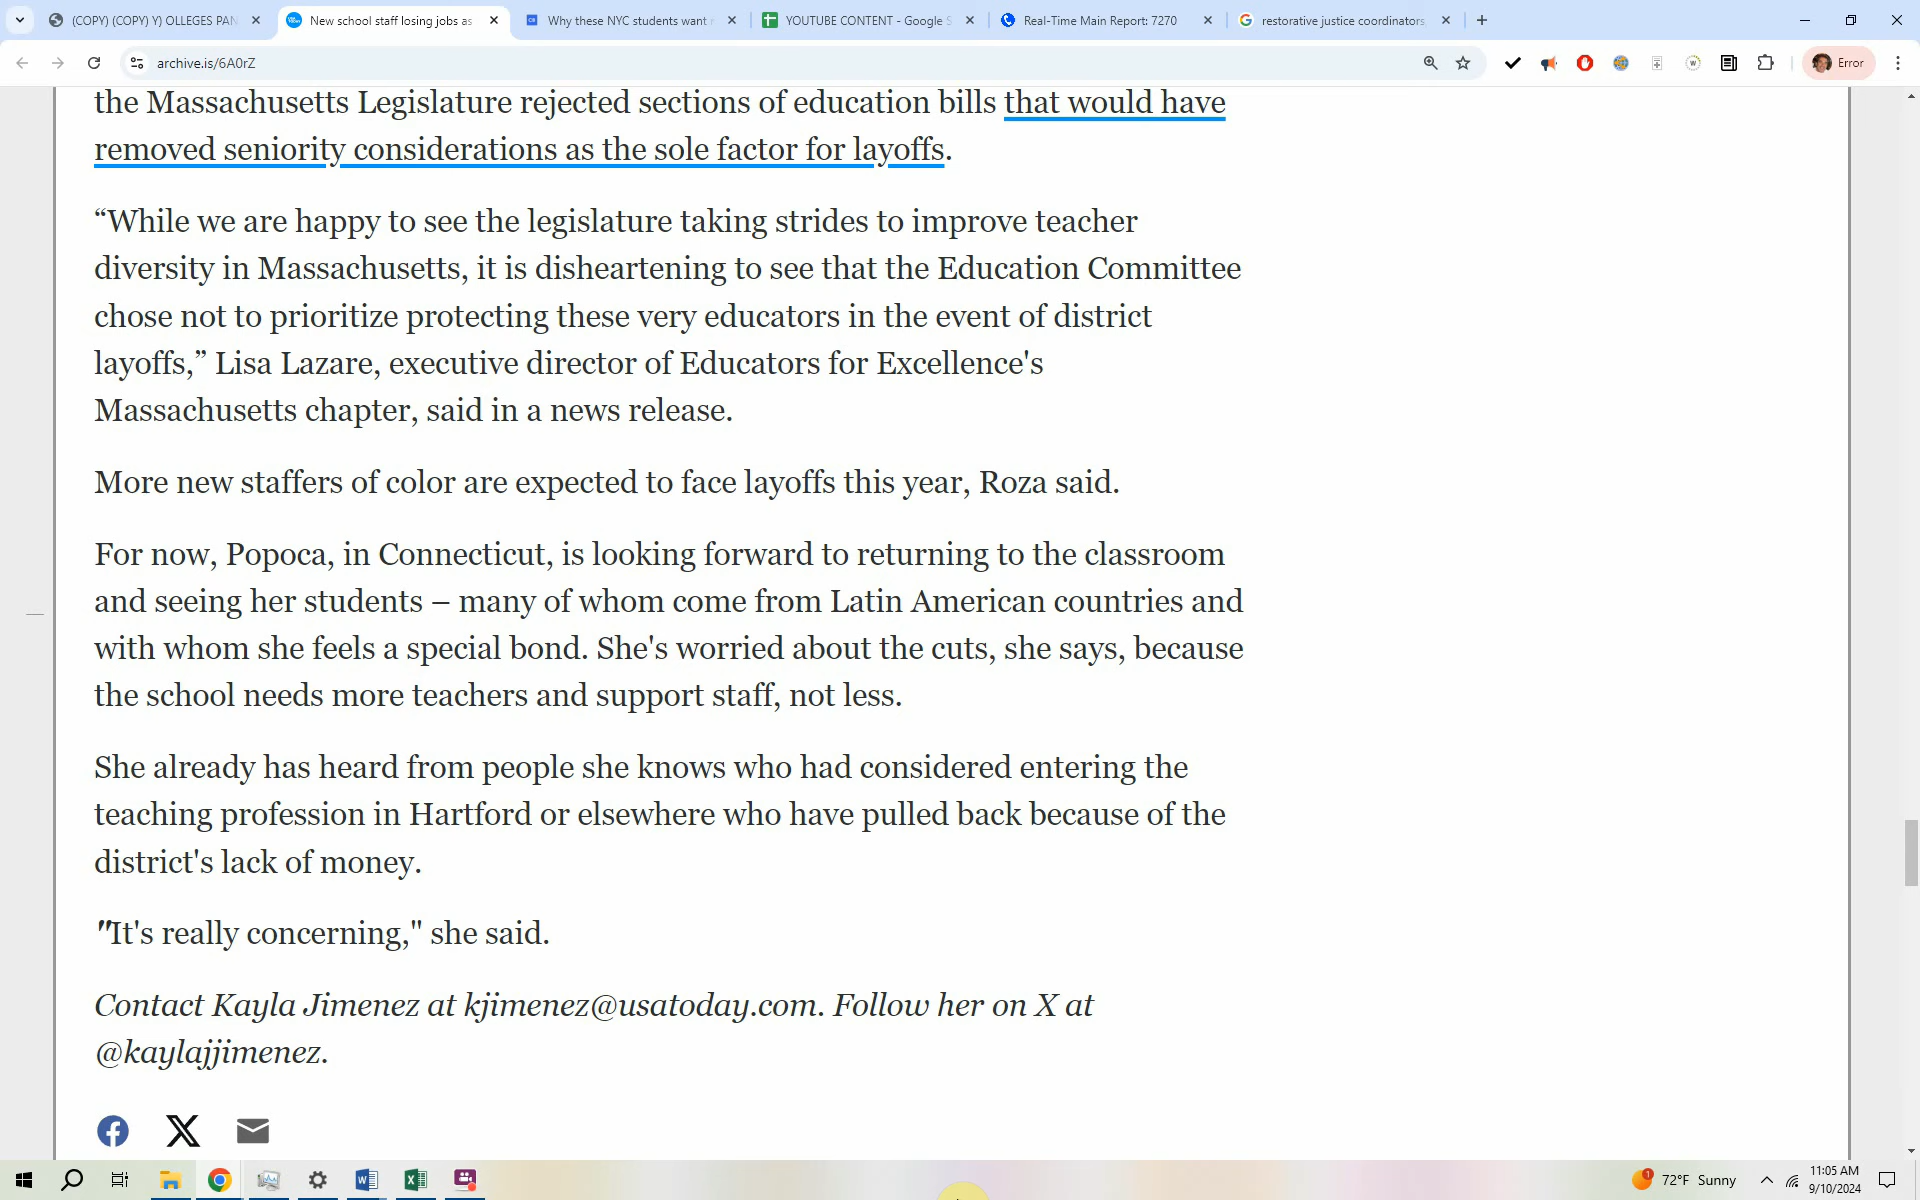 (COPY) (COPY) Y) OLLEGES PAN
New school staff losing jobs as
Why these NYC students want
YOUTUBE CONTENT - Google S
Real-Time Main Report: 7270
restorative justice coordinators
archive.is/6A0rZ
Error
the Massachusetts Legislature rejected sections of education bills that would have
removed seniority considerations as the sole factor for layoffs.
“While we are happy to see the legislature taking strides to improve teacher
diversity in Massachusetts, it is disheartening to see that the Education Committee
chose not to prioritize protecting these very educators in the event of district
layoffs,” Lisa Lazare, executive director of Educators for Excellence's
Massachusetts chapter, said in a news release.
More new staffers of color are expected to face layoffs this year, Roza said.
For now, Popoca, in Connecticut, is looking forward to returning to the classroom
and seeing her students – many of whom come from Latin American countries and
with whom she feels a special bond. She's worried about the cuts, she says, because
the school needs more teachers and support staff, not less.
She already has heard from people she knows who had considered entering the
teaching profession in Hartford or elsewhere who have pulled back because of the
district's lack of money.
"It's really concerning," she said.
Contact Kayla Jimenez at kjimenez@usatoday.com. Follow her on X at
@kaylajjimenez.
72°F Sunny
11:05 AM
9/10/2024